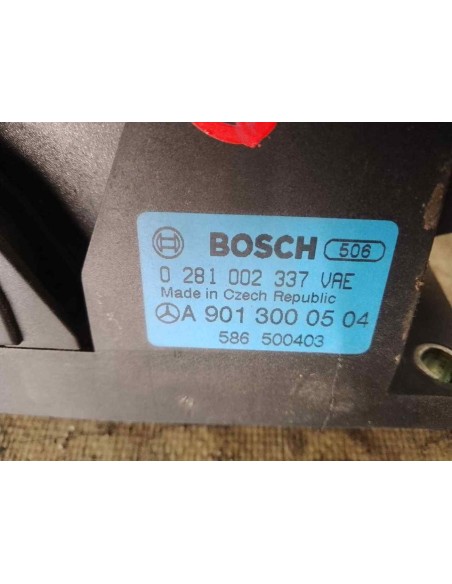 BOSCH 506
0 281 002 337 VAE
Made in Czech Republic
A 901 300 05 04
586 500403